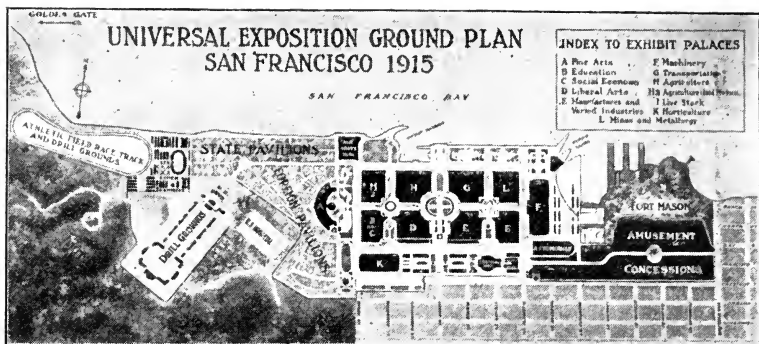 GOLDEN GATE
UNIVERSAL EXPOSITION GROUND PLAN
SAN FRANCISCO 1915
SAN FRANCISCO BAY
INDEX TO EXHIBIT PALACES
A Fine Arts F Machinery
B Education G Transportation
C Social Economy H Agriculture
D Liberal Arts
E Manufactures and I Live Stock
Varied Industries K Horticulture
L Mines and Metallurgy
ATHLETIC FIELD RACE TRACK
AND DRILL GROUNDS
STATE PAVILIONS
FOREIGN PAVILIONS
DRILL GROUNDS
H H G L
F
B
C D E E
K
FORT MASON
AMUSEMENT
CONCESSIONS